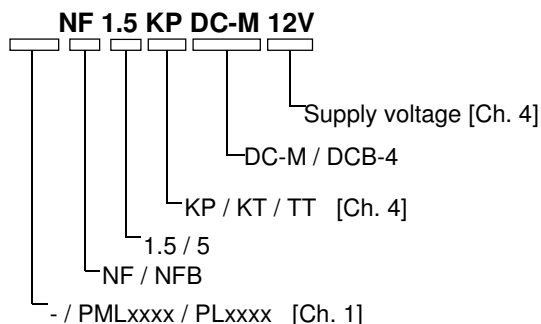 NF 1.5 KP DC-M 12V
Supply voltage [Ch. 4]
DC-M / DCB-4
KP / KT / TT [Ch. 4]
1.5 / 5
NF / NFB
- / PMLxxxx / PLxxxx [Ch. 1]